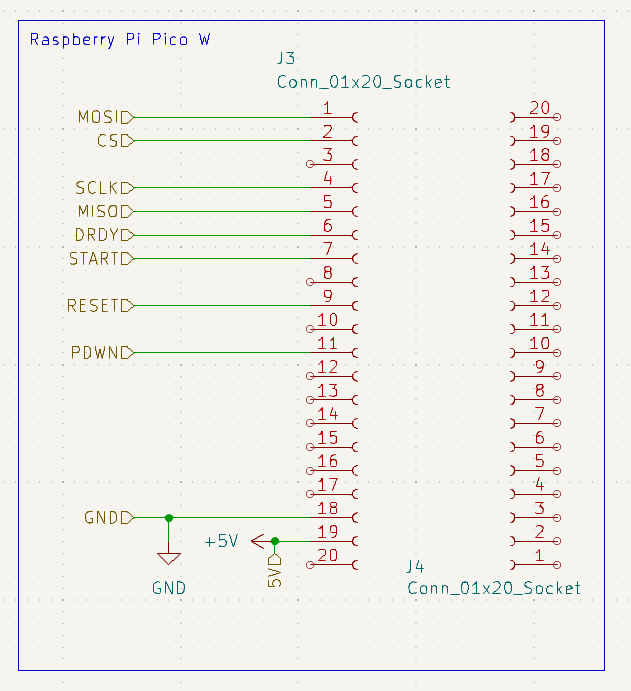 Raspberry Pi Pico W
J3
Conn_01x20_Socket
MOSI 1 20
CS 2 19
3 18
SCLK 4 17
MISO 5 16
DRDY 6 15
START 7 14
8 13
RESET 9 12
10 11
PDWN 11 10
12 9
13 8
14 7
15 6
16 5
17 4
GND 18 3
+5V 19 2
5V 20 1
J4
GND Conn_01x20_Socket